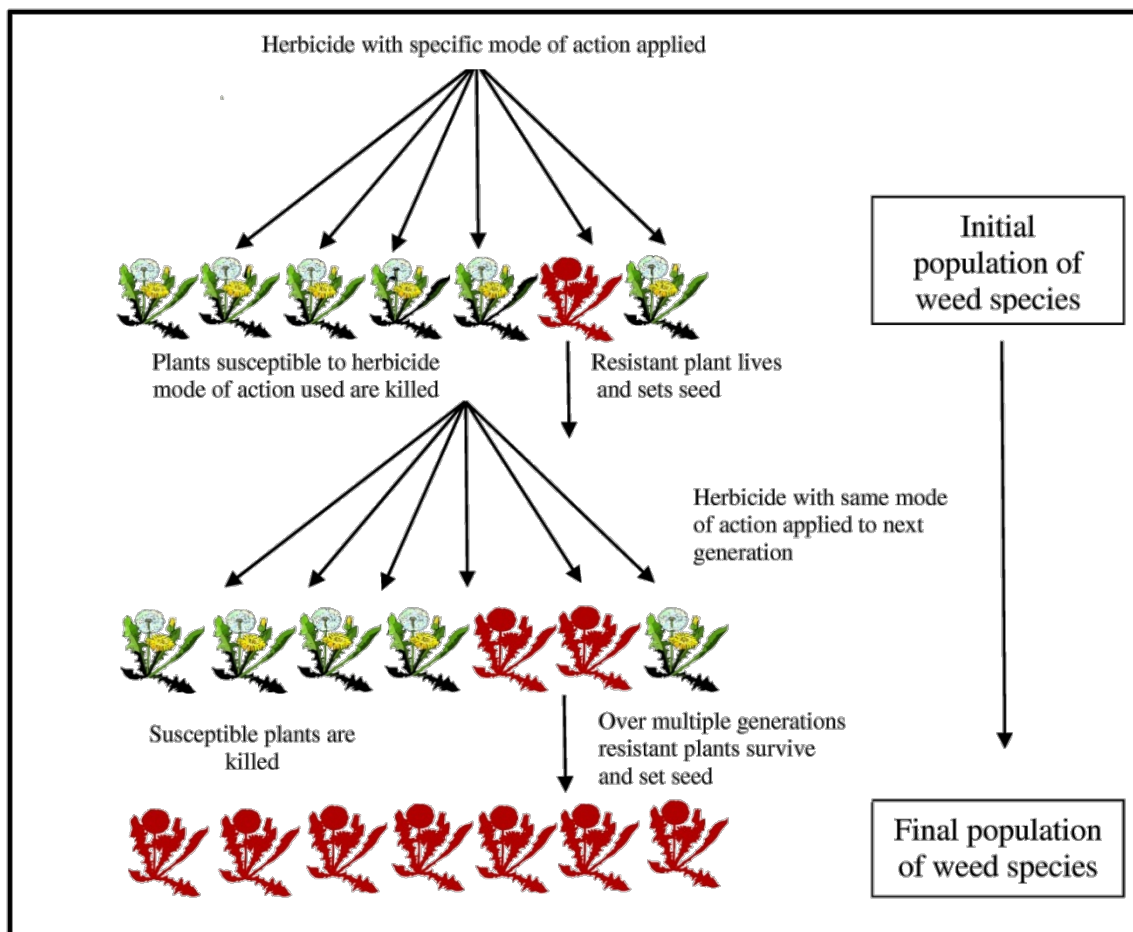 Herbicide with specific mode of action applied
Initial
population of
weed species
Plants susceptible to herbicide
mode of action used are killed
Resistant plant lives
and sets seed
Herbicide with same mode
of action applied to next
generation
Susceptible plants are
killed
Over multiple generations
resistant plants survive
and set seed
Final population
of weed species